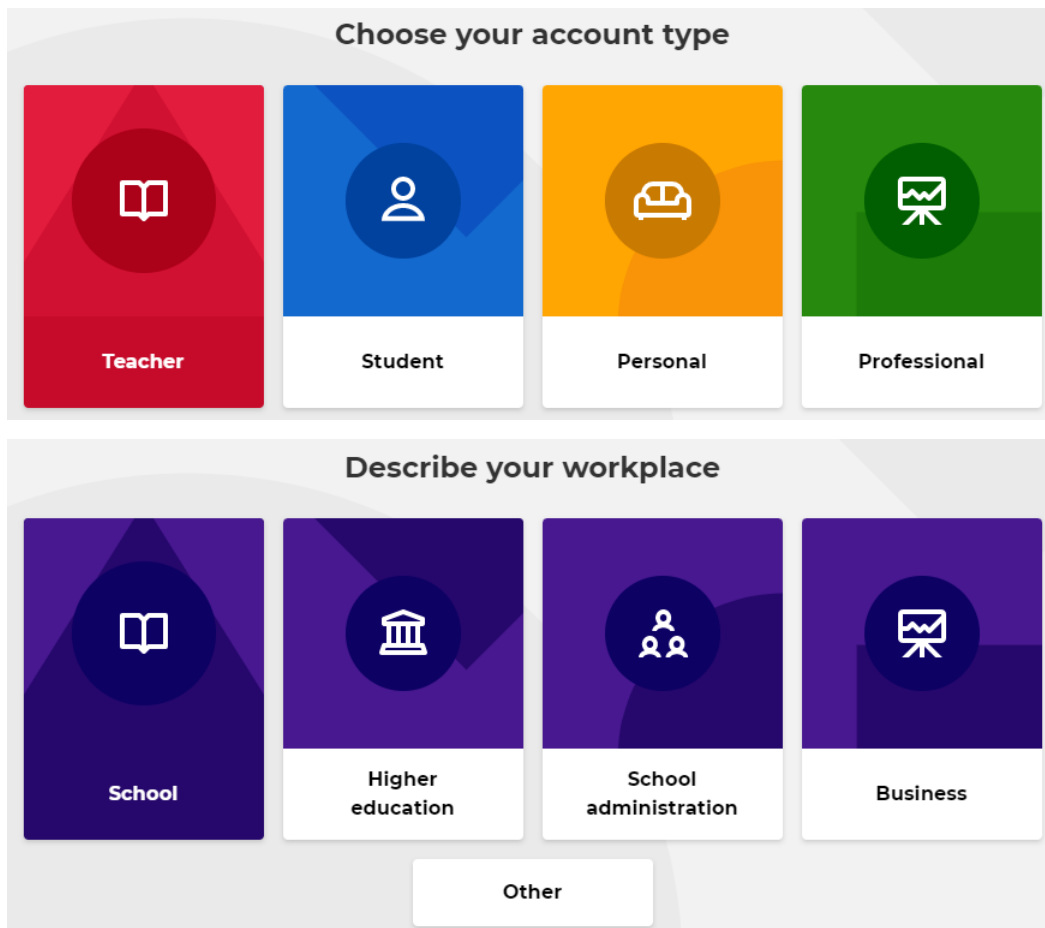 Choose your account type
Teacher
Student
Personal
Professional
Describe your workplace
School
Higher
education
School
administration
Business
Other